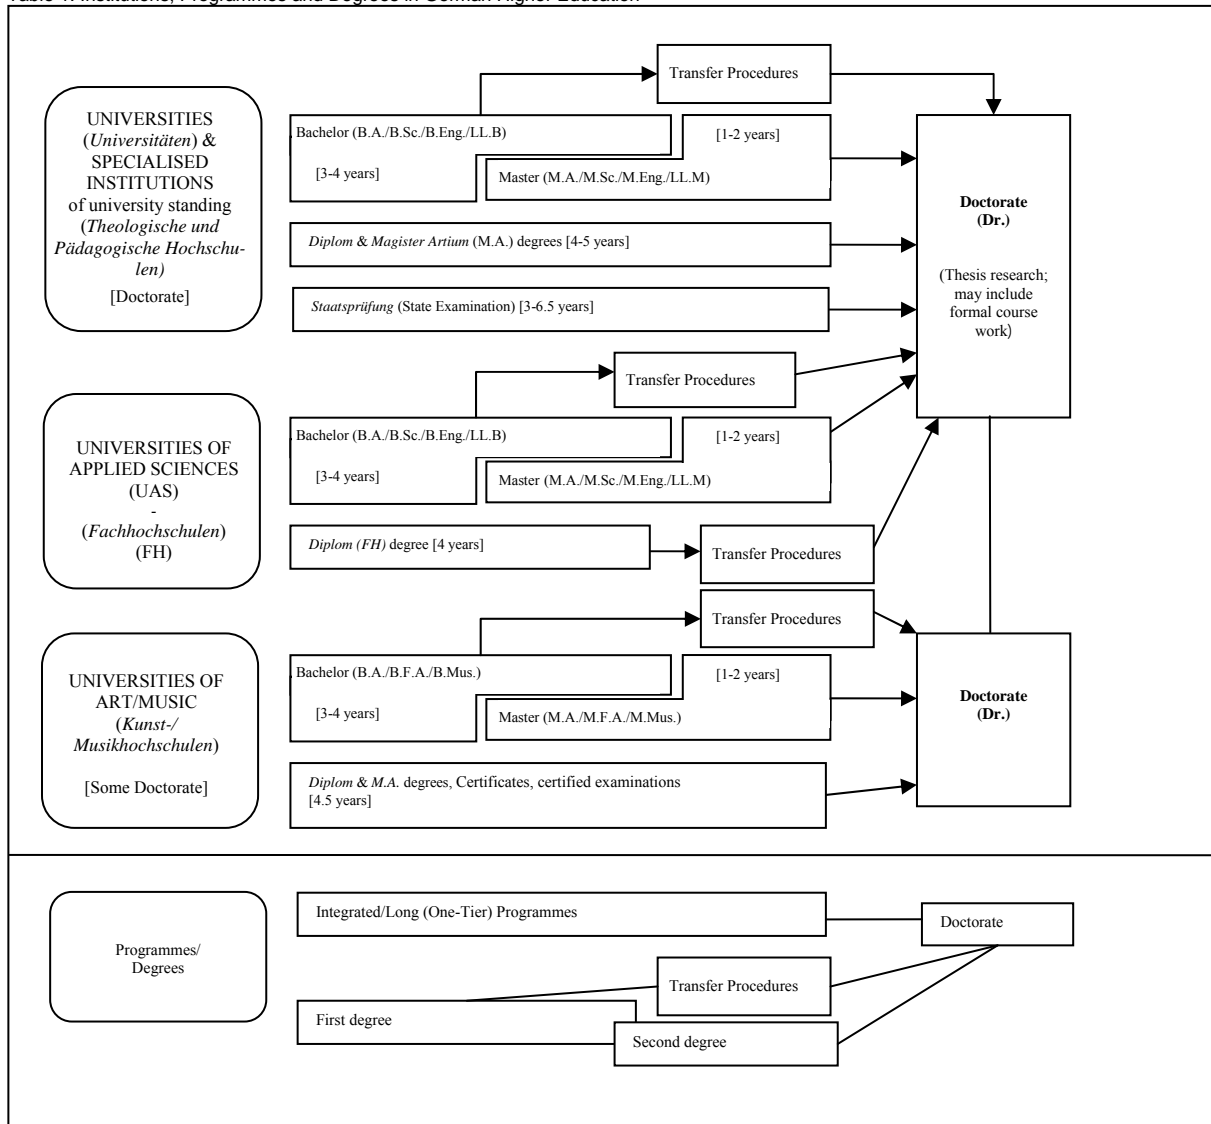 Table 1: Institutions, Programmes and Degrees in German Higher Education
Transfer Procedures
UNIVERSITIES
(Universitäten) &
SPECIALISED
INSTITUTIONS
of university standing
(Theologische und
Pädagogische Hochschu-
len)
[Doctorate]
Bachelor (B.A./B.Sc./B.Eng./LL.B)
[3-4 years]
[1-2 years]
Master (M.A./M.Sc./M.Eng./LL.M)
Diplom & Magister Artium (M.A.) degrees [4-5 years]
Staatsprüfung (State Examination) [3-6.5 years]
Doctorate
(Dr.)
(Thesis research;
may include
formal course
work)
Transfer Procedures
UNIVERSITIES OF
APPLIED SCIENCES
(UAS)
-
(Fachhochschulen)
(FH)
Bachelor (B.A./B.Sc./B.Eng./LL.B)
[3-4 years]
[1-2 years]
Master (M.A./M.Sc./M.Eng./LL.M)
Diplom (FH) degree [4 years]
Transfer Procedures
Transfer Procedures
UNIVERSITIES OF
ART/MUSIC
(Kunst-/
Musikhochschulen)
[Some Doctorate]
Bachelor (B.A./B.F.A./B.Mus.)
[3-4 years]
[1-2 years]
Master (M.A./M.F.A./M.Mus.)
Diplom & M.A. degrees, Certificates, certified examinations
[4.5 years]
Doctorate
(Dr.)
Programmes/
Degrees
Integrated/Long (One-Tier) Programmes
Doctorate
Transfer Procedures
First degree
Second degree